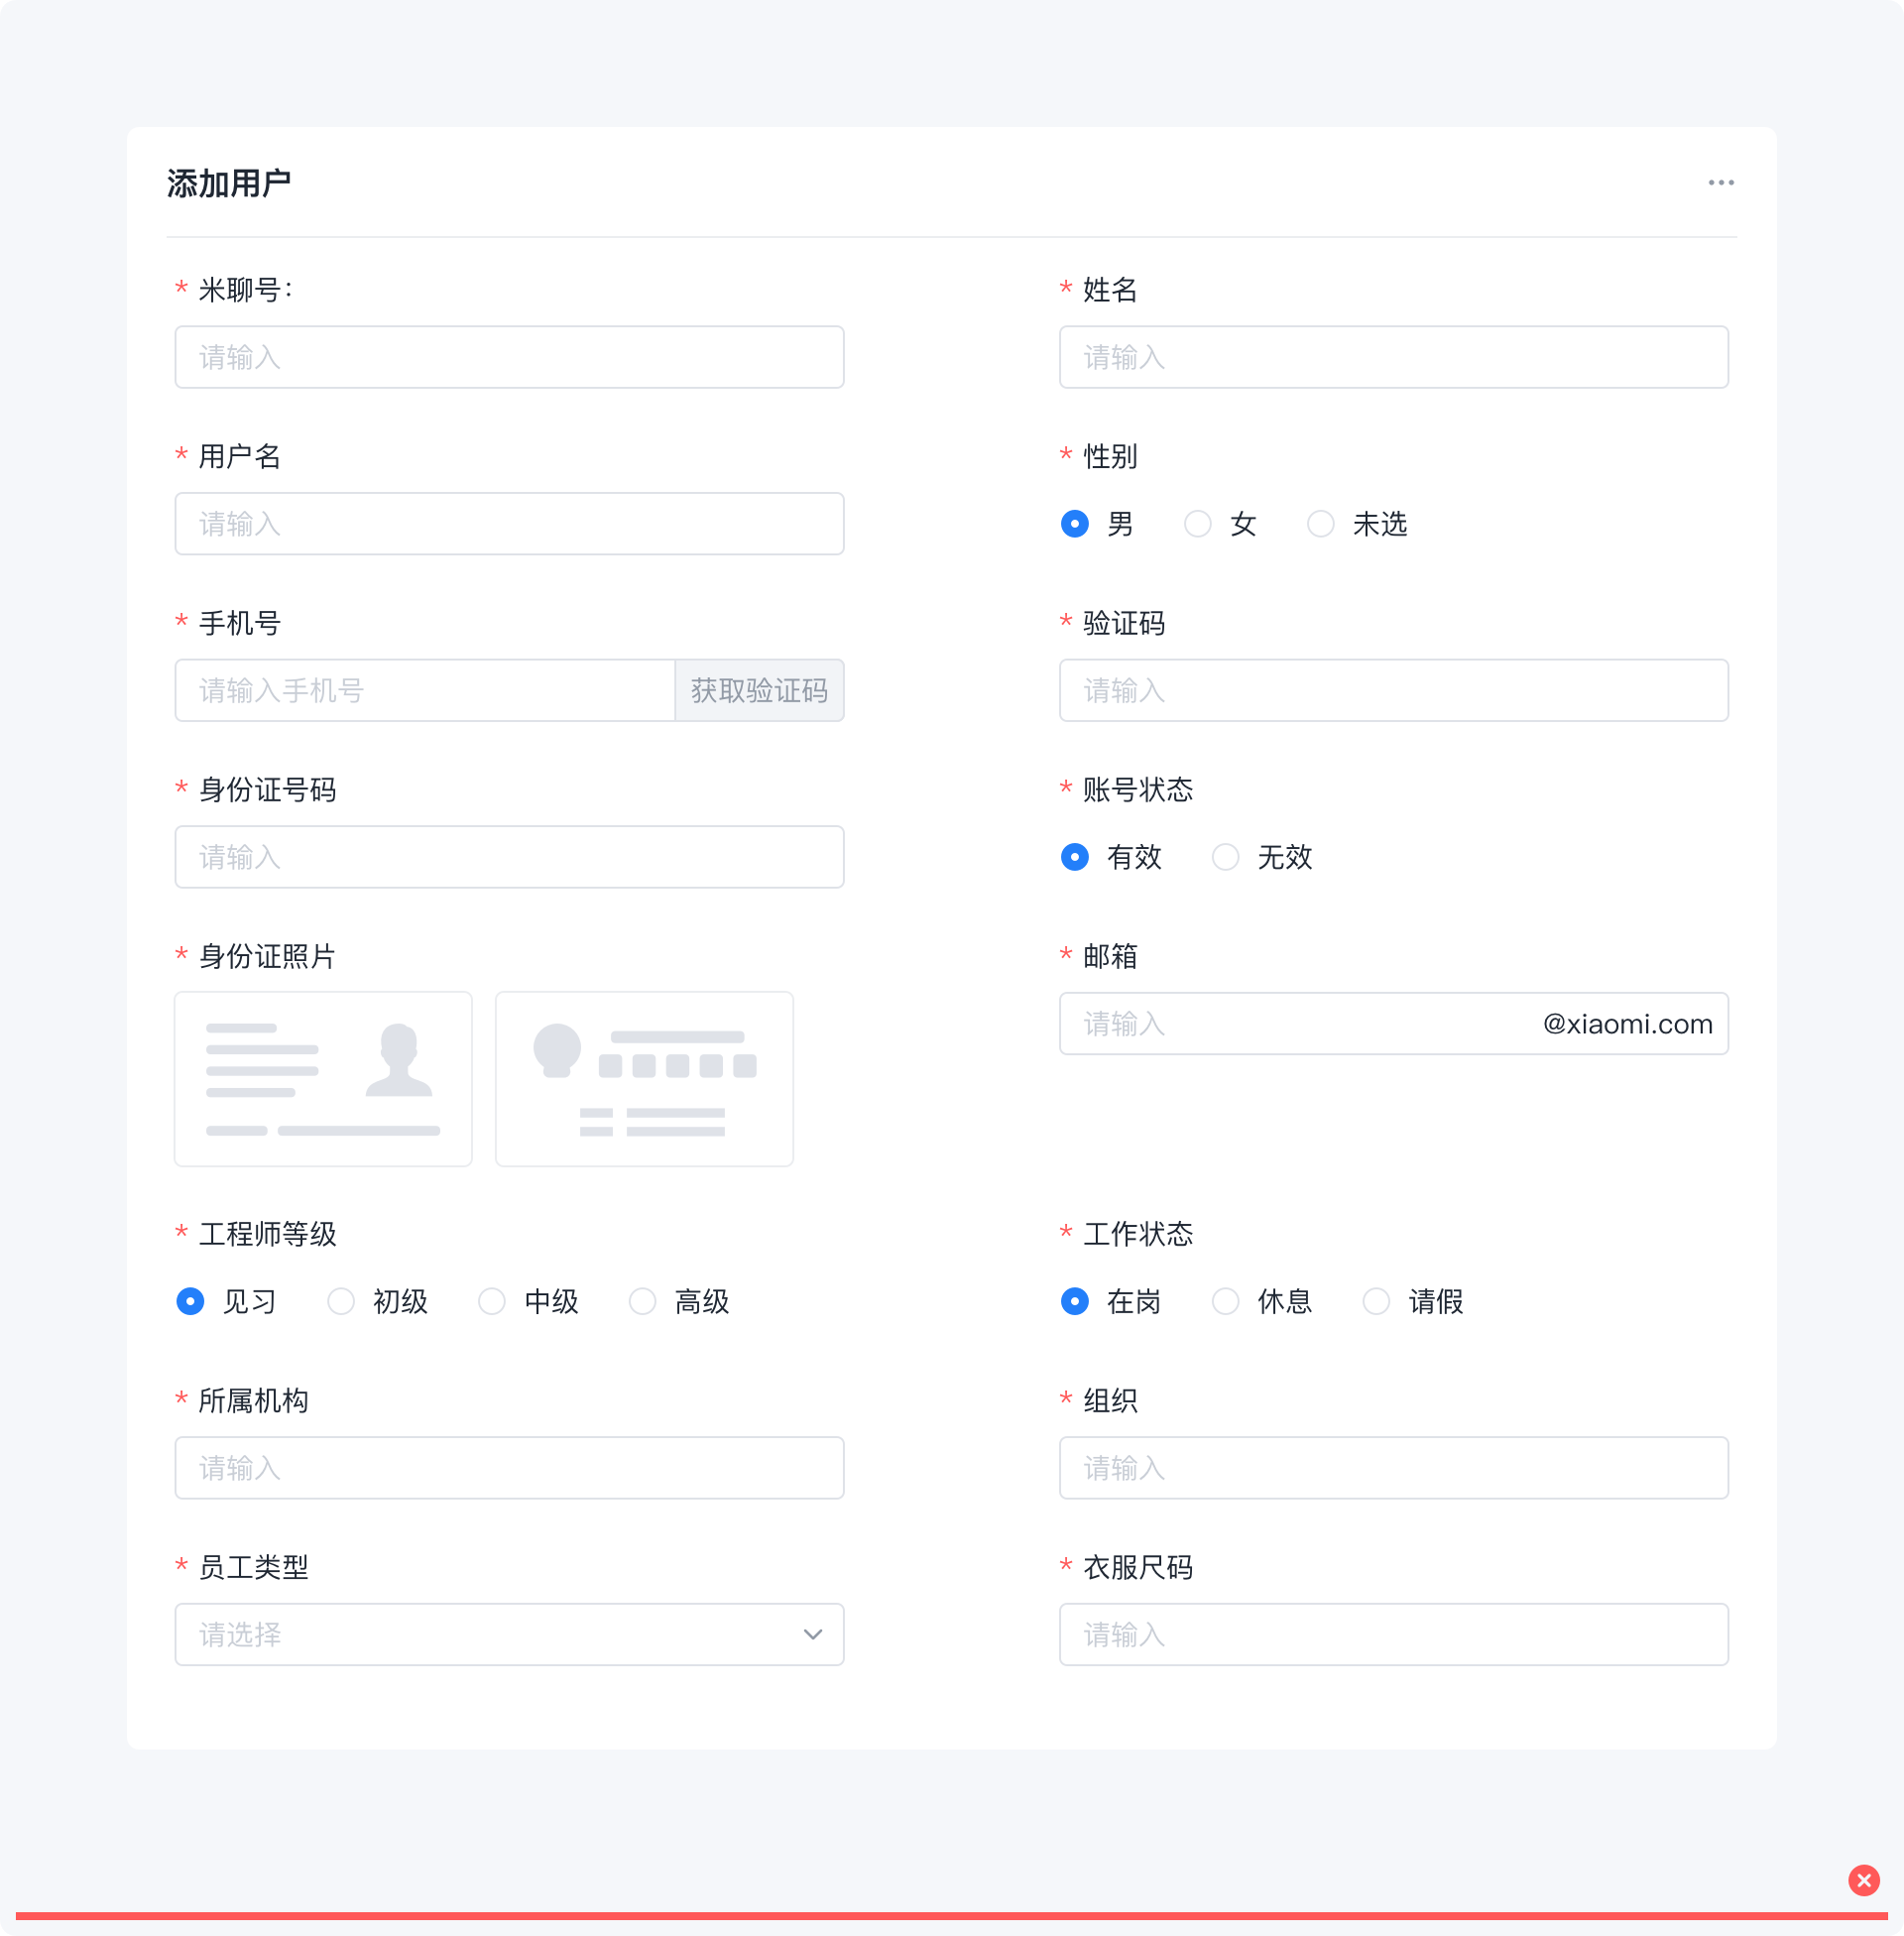 添加用户
* 米聊号：
* 姓名
请输入
请输入
* 用户名
* 性别
请输入
男 女 未选
* 手机号
* 验证码
请输入手机号 获取验证码
请输入
* 身份证号码
* 账号状态
请输入
有效 无效
* 身份证照片
* 邮箱
请输入 @xiaomi.com
* 工程师等级
* 工作状态
见习 初级 中级 高级
在岗 休息 请假
* 所属机构
* 组织
请输入
请输入
* 员工类型
* 衣服尺码
请选择
请输入